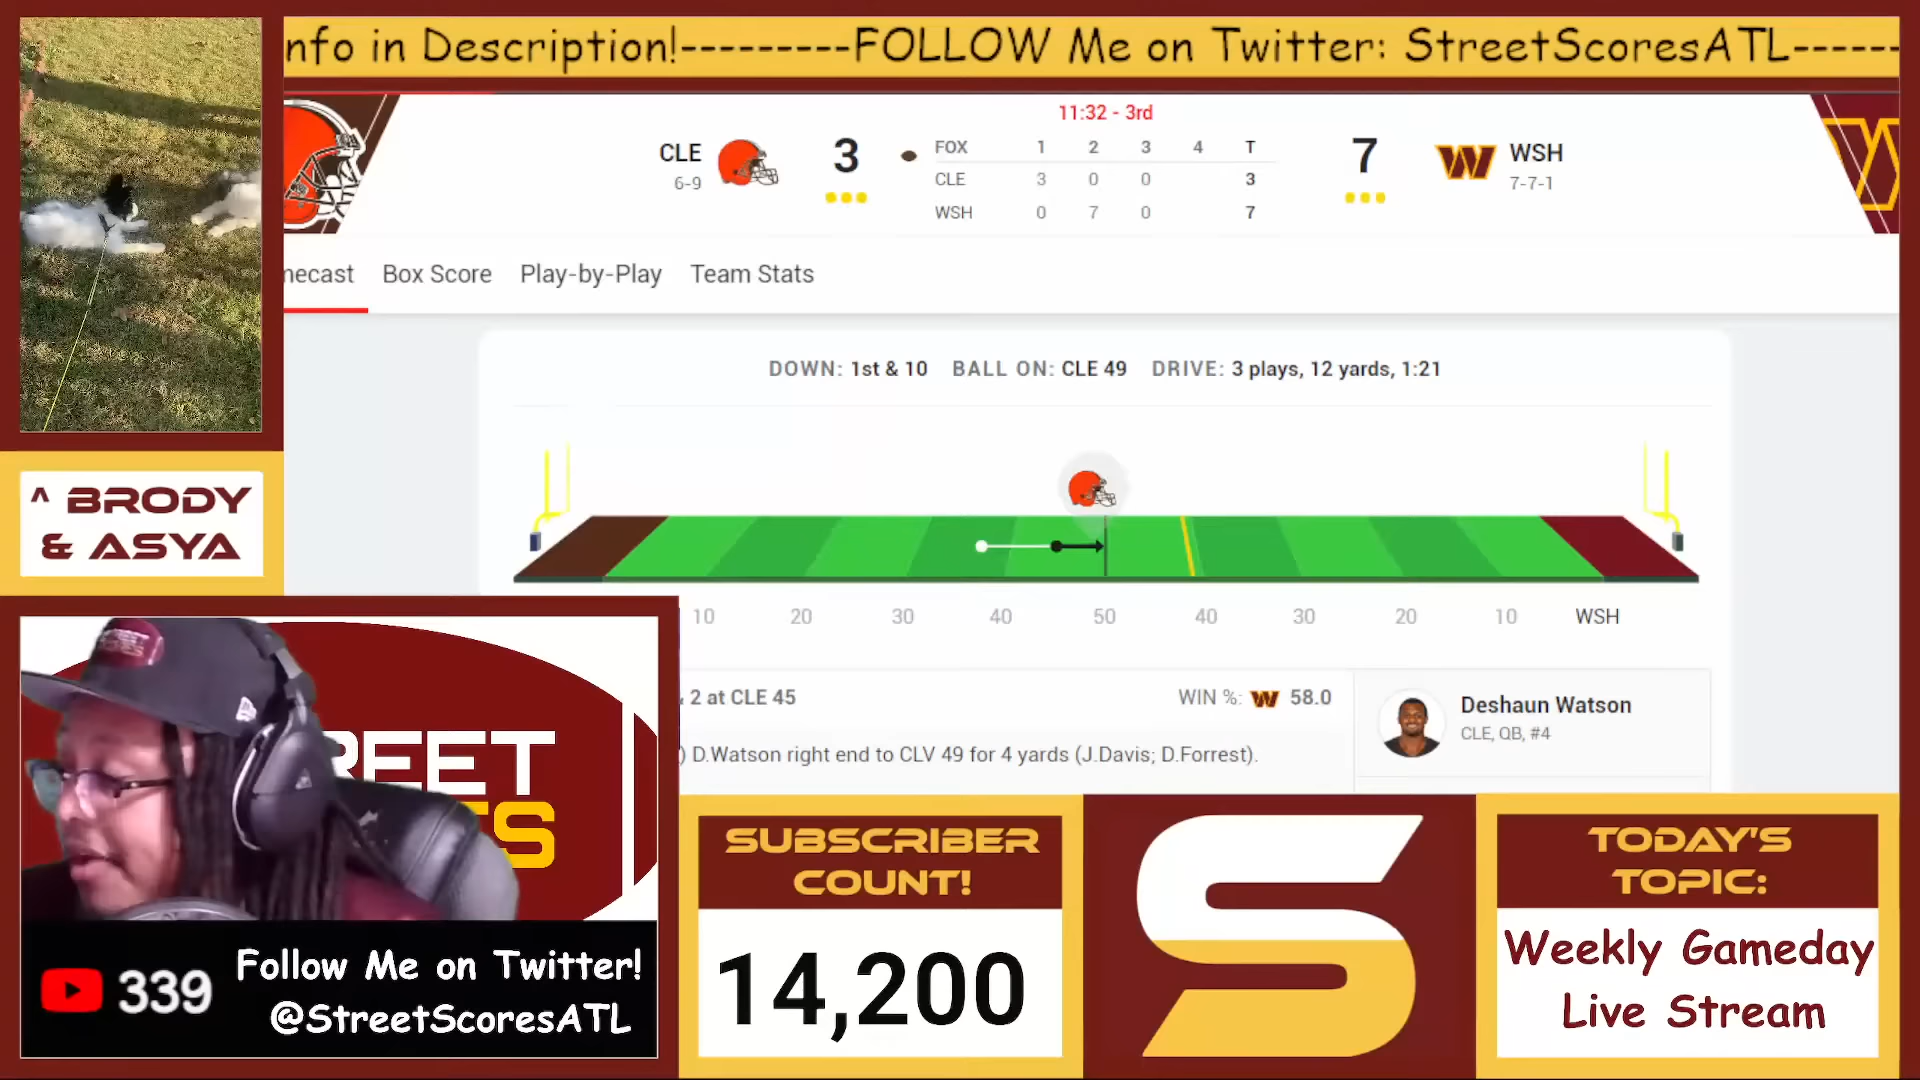 nfo in Description!---------FOLLOW Me on Twitter: StreetScoresATL------
11:32 - 3rd
CLE
6-9
3
FOX 1 2 3 4 T
CLE 3 0 0 3
WSH 0 7 0 7
7
WSH
7-7-1
necast Box Score Play-by-Play Team Stats
DOWN: 1st & 10 BALL ON: CLE 49 DRIVE: 3 plays, 12 yards, 1:21
10 20 30 40 50 40 30 20 10 WSH
& 2 at CLE 45
WIN %: W 58.0
) D.Watson right end to CLV 49 for 4 yards (J.Davis; D.Forrest).
Deshaun Watson
CLE, QB, #4
^ BRODY
& ASYA
STREET
SCORES
REET
ES
339
Follow Me on Twitter!
@StreetScoresATL
SUBSCRIBER
COUNT!
14,200
S
TODAY'S
TOPIC:
Weekly Gameday
Live Stream